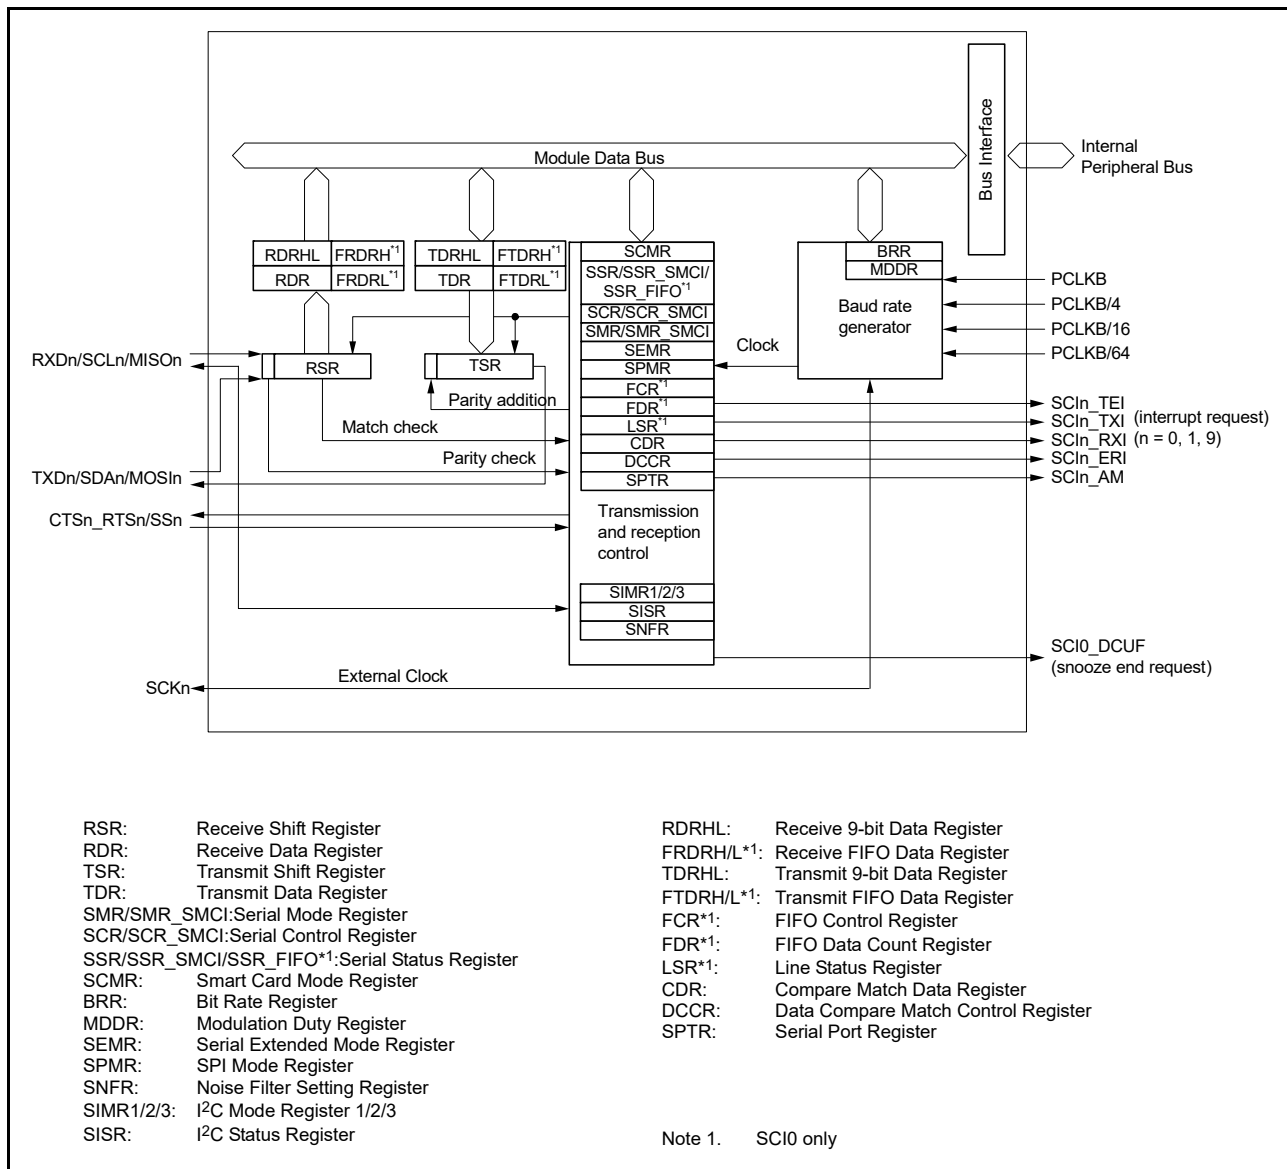 Bus Interface
Internal
Peripheral Bus
Module Data Bus
RDRHL FRDRH*1
RDR FRDRL*1
TDRHL FTDRH*1
TDR FTDRL*1
SCMR
SSR/SSR_SMCI/
SSR_FIFO*1
SCR/SCR_SMCI
SMR/SMR_SMCI
SEMR
SPMR
FCR*1
FDR*1
LSR*1
CDR
DCCR
SPTR
Transmission
and reception
control
SIMR1/2/3
SISR
SNFR
BRR
MDDR
Baud rate
generator
Clock
PCLKB
PCLKB/4
PCLKB/16
PCLKB/64
RXDn/SCLn/MISOn
RSR
TSR
Parity addition
Match check
Parity check
TXDn/SDAn/MOSIn
CTSn_RTSn/SSn
SCIn_TEI
SCIn_TXI (interrupt request)
SCIn_RXI (n = 0, 1, 9)
SCIn_ERI
SCIn_AM
SCI0_DCUF
(snooze end request)
External Clock
SCKn
RSR: Receive Shift Register
RDR: Receive Data Register
TSR: Transmit Shift Register
TDR: Transmit Data Register
SMR/SMR_SMCI:Serial Mode Register
SCR/SCR_SMCI:Serial Control Register
SSR/SSR_SMCI/SSR_FIFO*1:Serial Status Register
SCMR: Smart Card Mode Register
BRR: Bit Rate Register
MDDR: Modulation Duty Register
SEMR: Serial Extended Mode Register
SPMR: SPI Mode Register
SNFR: Noise Filter Setting Register
SIMR1/2/3: I2C Mode Register 1/2/3
SISR: I2C Status Register
RDRHL: Receive 9-bit Data Register
FRDRH/L*1: Receive FIFO Data Register
TDRHL: Transmit 9-bit Data Register
FTDRH/L*1: Transmit FIFO Data Register
FCR*1: FIFO Control Register
FDR*1: FIFO Data Count Register
LSR*1: Line Status Register
CDR: Compare Match Data Register
DCCR: Data Compare Match Control Register
SPTR: Serial Port Register
Note 1. SCI0 only